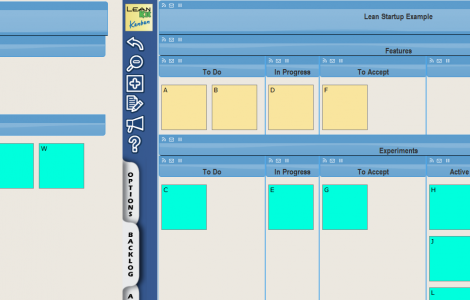 LEAN
Kanban
Lean Startup Example
Features
To Do
In Progress
To Accept
A
B
D
F
Experiments
To Do
In Progress
To Accept
Active
C
E
G
H
J
L
W
OPTIONS
BACKLOG
A